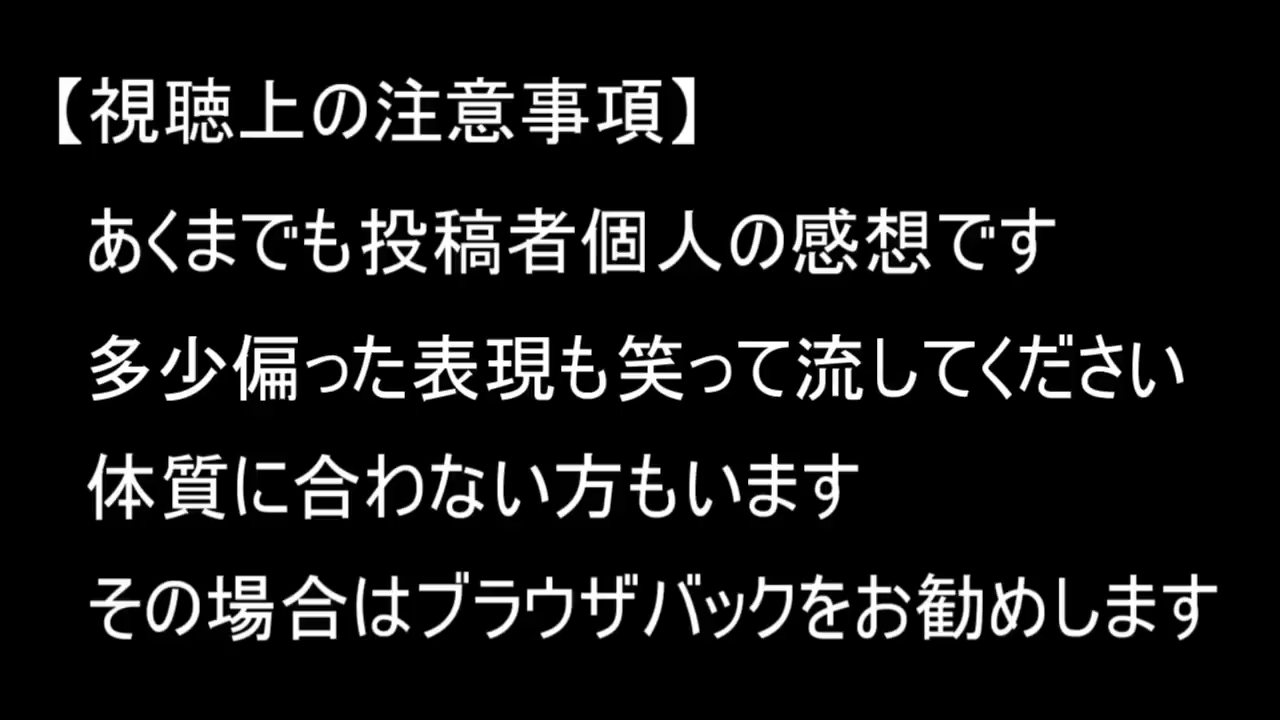 【視聴上の注意事項】
あくまでも投稿者個人の感想です
多少偏った表現も笑って流してください
体質に合わない方もいます
その場合はブラウザバックをお勧めします